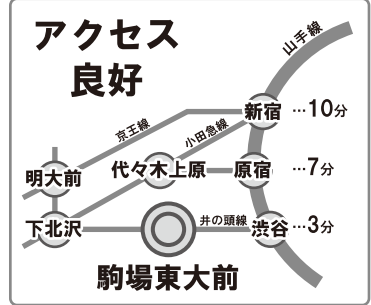 アクセス
良好
山手線
新宿 …10分
京王線
小田急線
明大前
代々木上原
原宿 …7分
下北沢
井の頭線
渋谷 …3分
駒場東大前